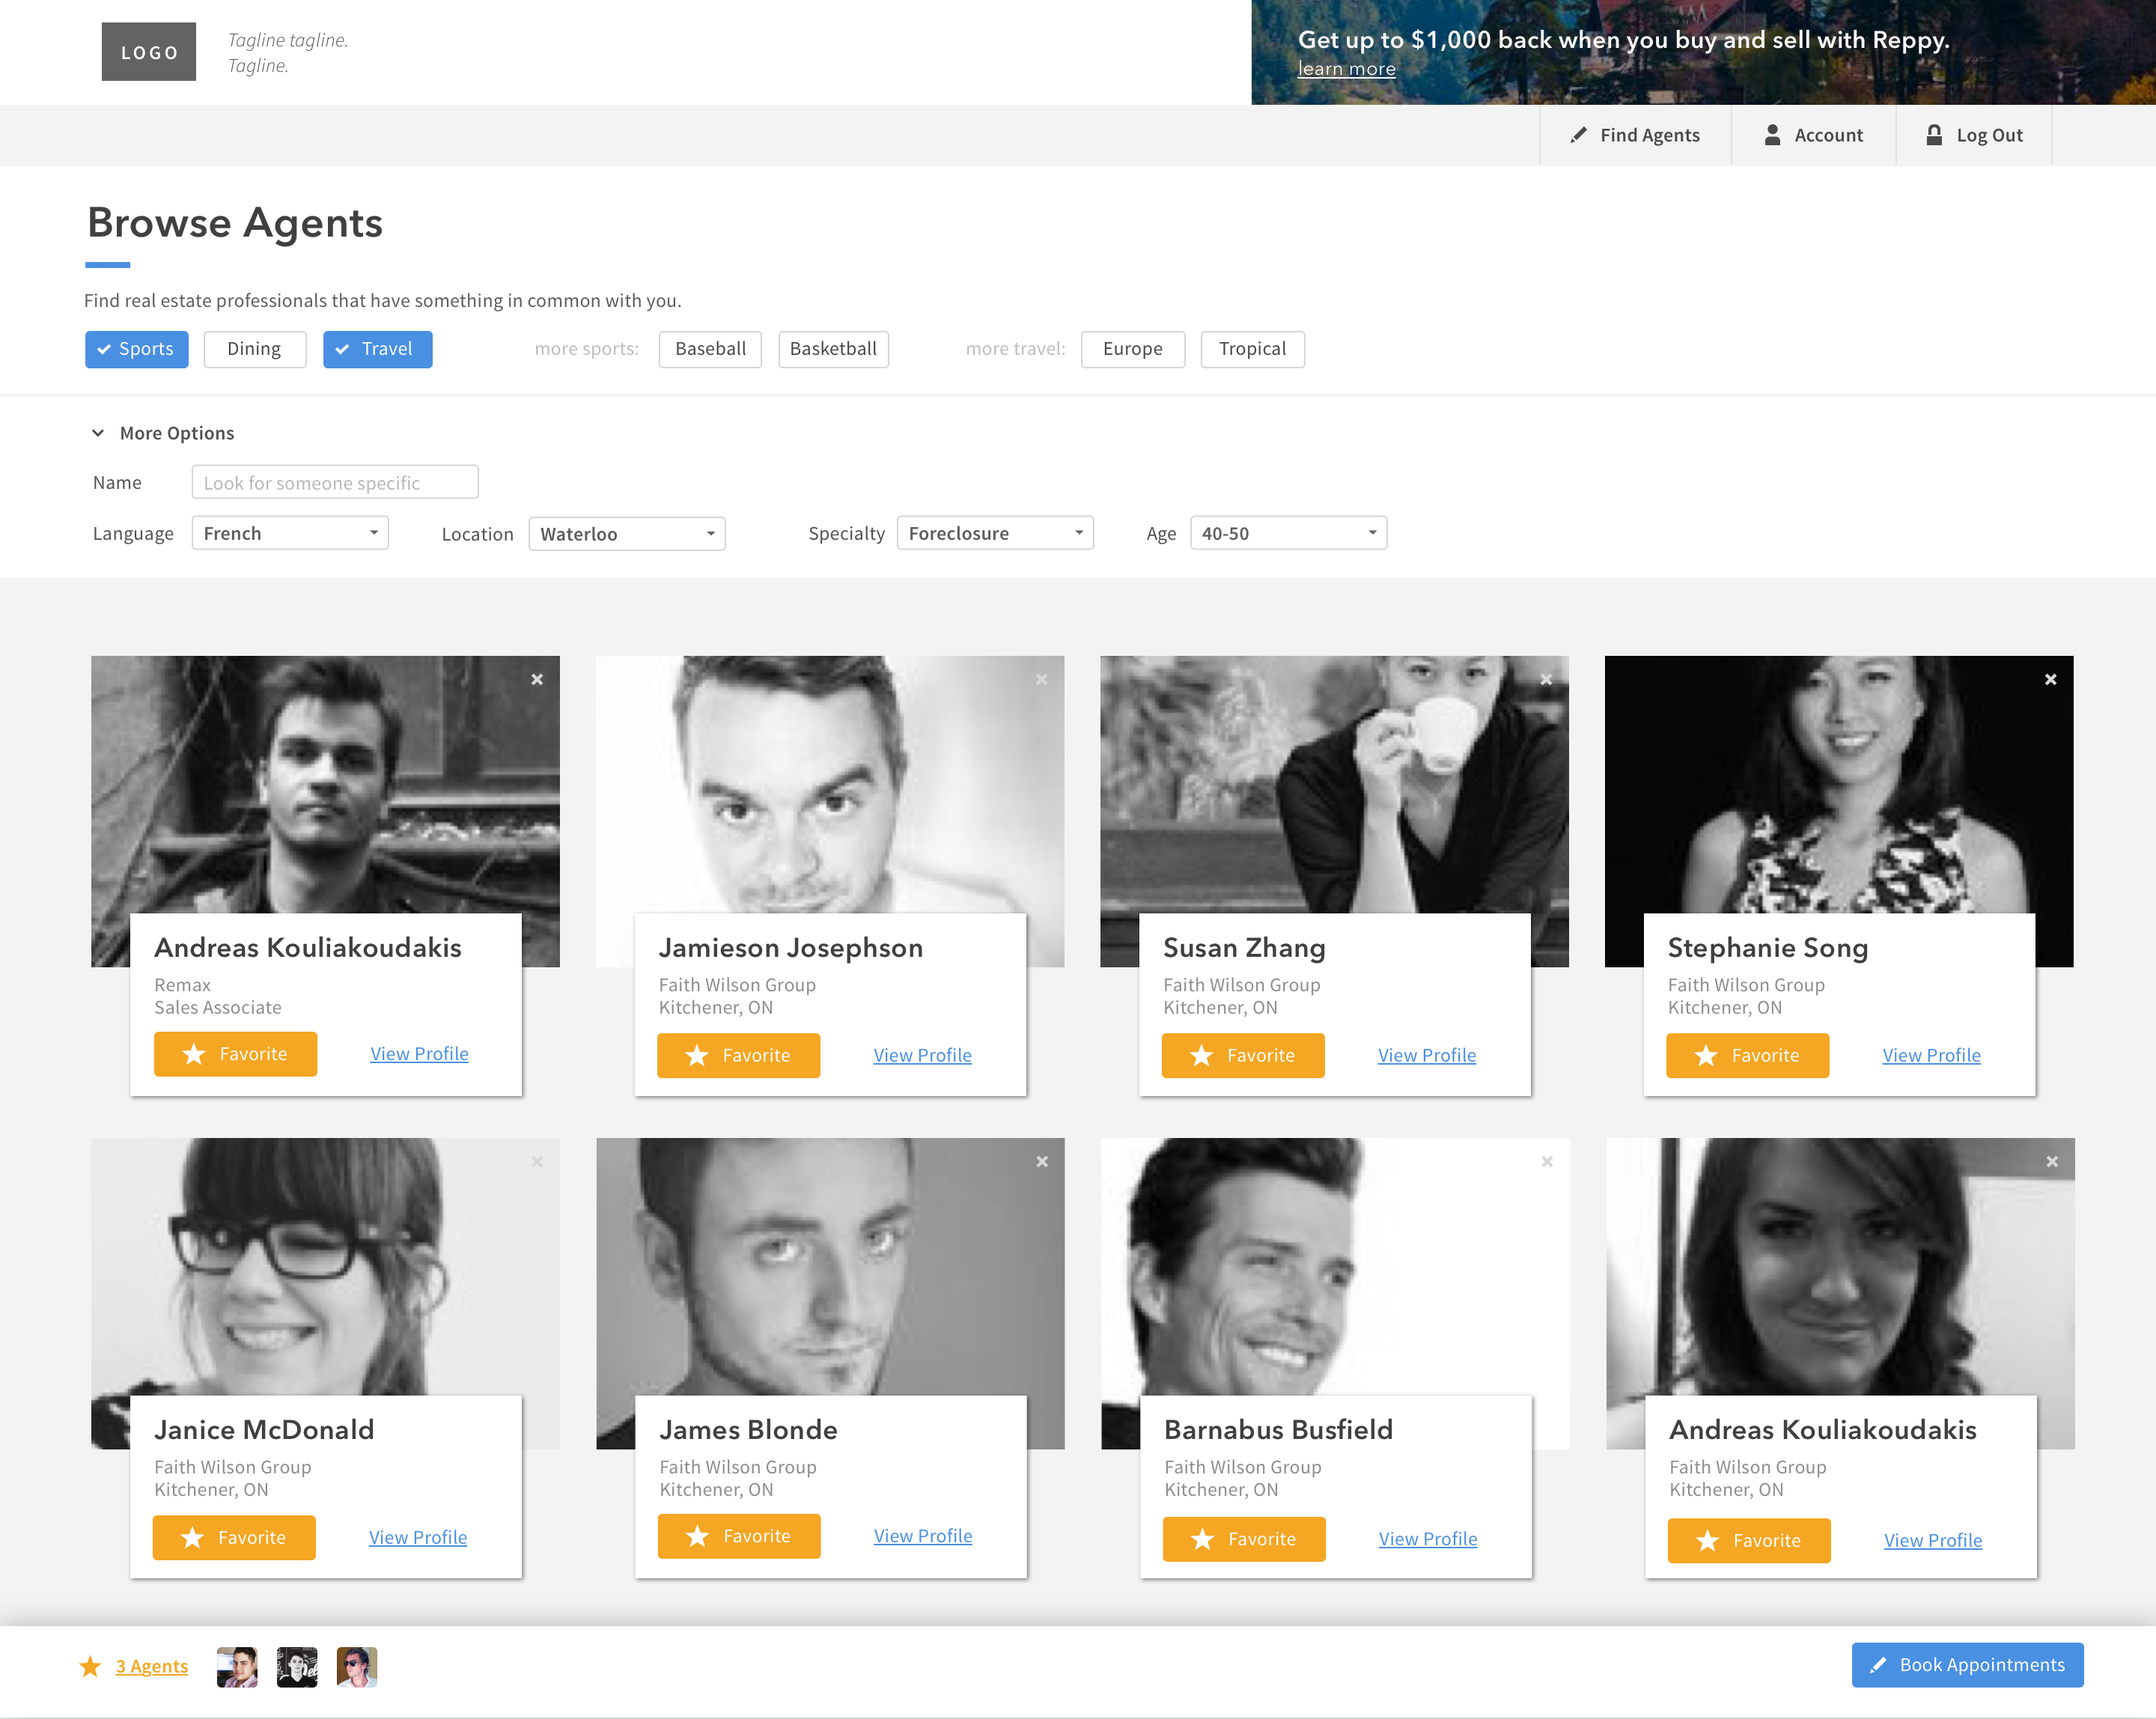 LOGO
Tagline tagline.
Tagline.
Get up to $1,000 back when you buy and sell with Reppy.
learn more
Find Agents
Account
Log Out
Browse Agents
Find real estate professionals that have something in common with you.
Sports
Dining
Travel
more sports:
Baseball
Basketball
more travel:
Europe
Tropical
More Options
Name
Look for someone specific
Language
French
Location
Waterloo
Specialty
Foreclosure
Age
40-50
Andreas Kouliakoudakis
Remax
Sales Associate
Favorite
View Profile
Jamieson Josephson
Faith Wilson Group
Kitchener, ON
Favorite
View Profile
Susan Zhang
Faith Wilson Group
Kitchener, ON
Favorite
View Profile
Stephanie Song
Faith Wilson Group
Kitchener, ON
Favorite
View Profile
Janice McDonald
Faith Wilson Group
Kitchener, ON
Favorite
View Profile
James Blonde
Faith Wilson Group
Kitchener, ON
Favorite
View Profile
Barnabus Busfield
Faith Wilson Group
Kitchener, ON
Favorite
View Profile
Andreas Kouliakoudakis
Faith Wilson Group
Kitchener, ON
Favorite
View Profile
3 Agents
Book Appointments